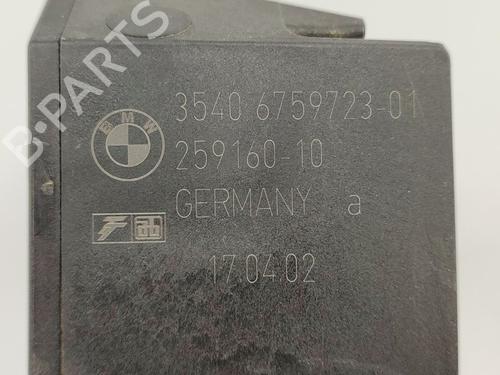 B-PARTS
BMW
3540 6759723-01
259160-10
GERMANY a
17.04.02